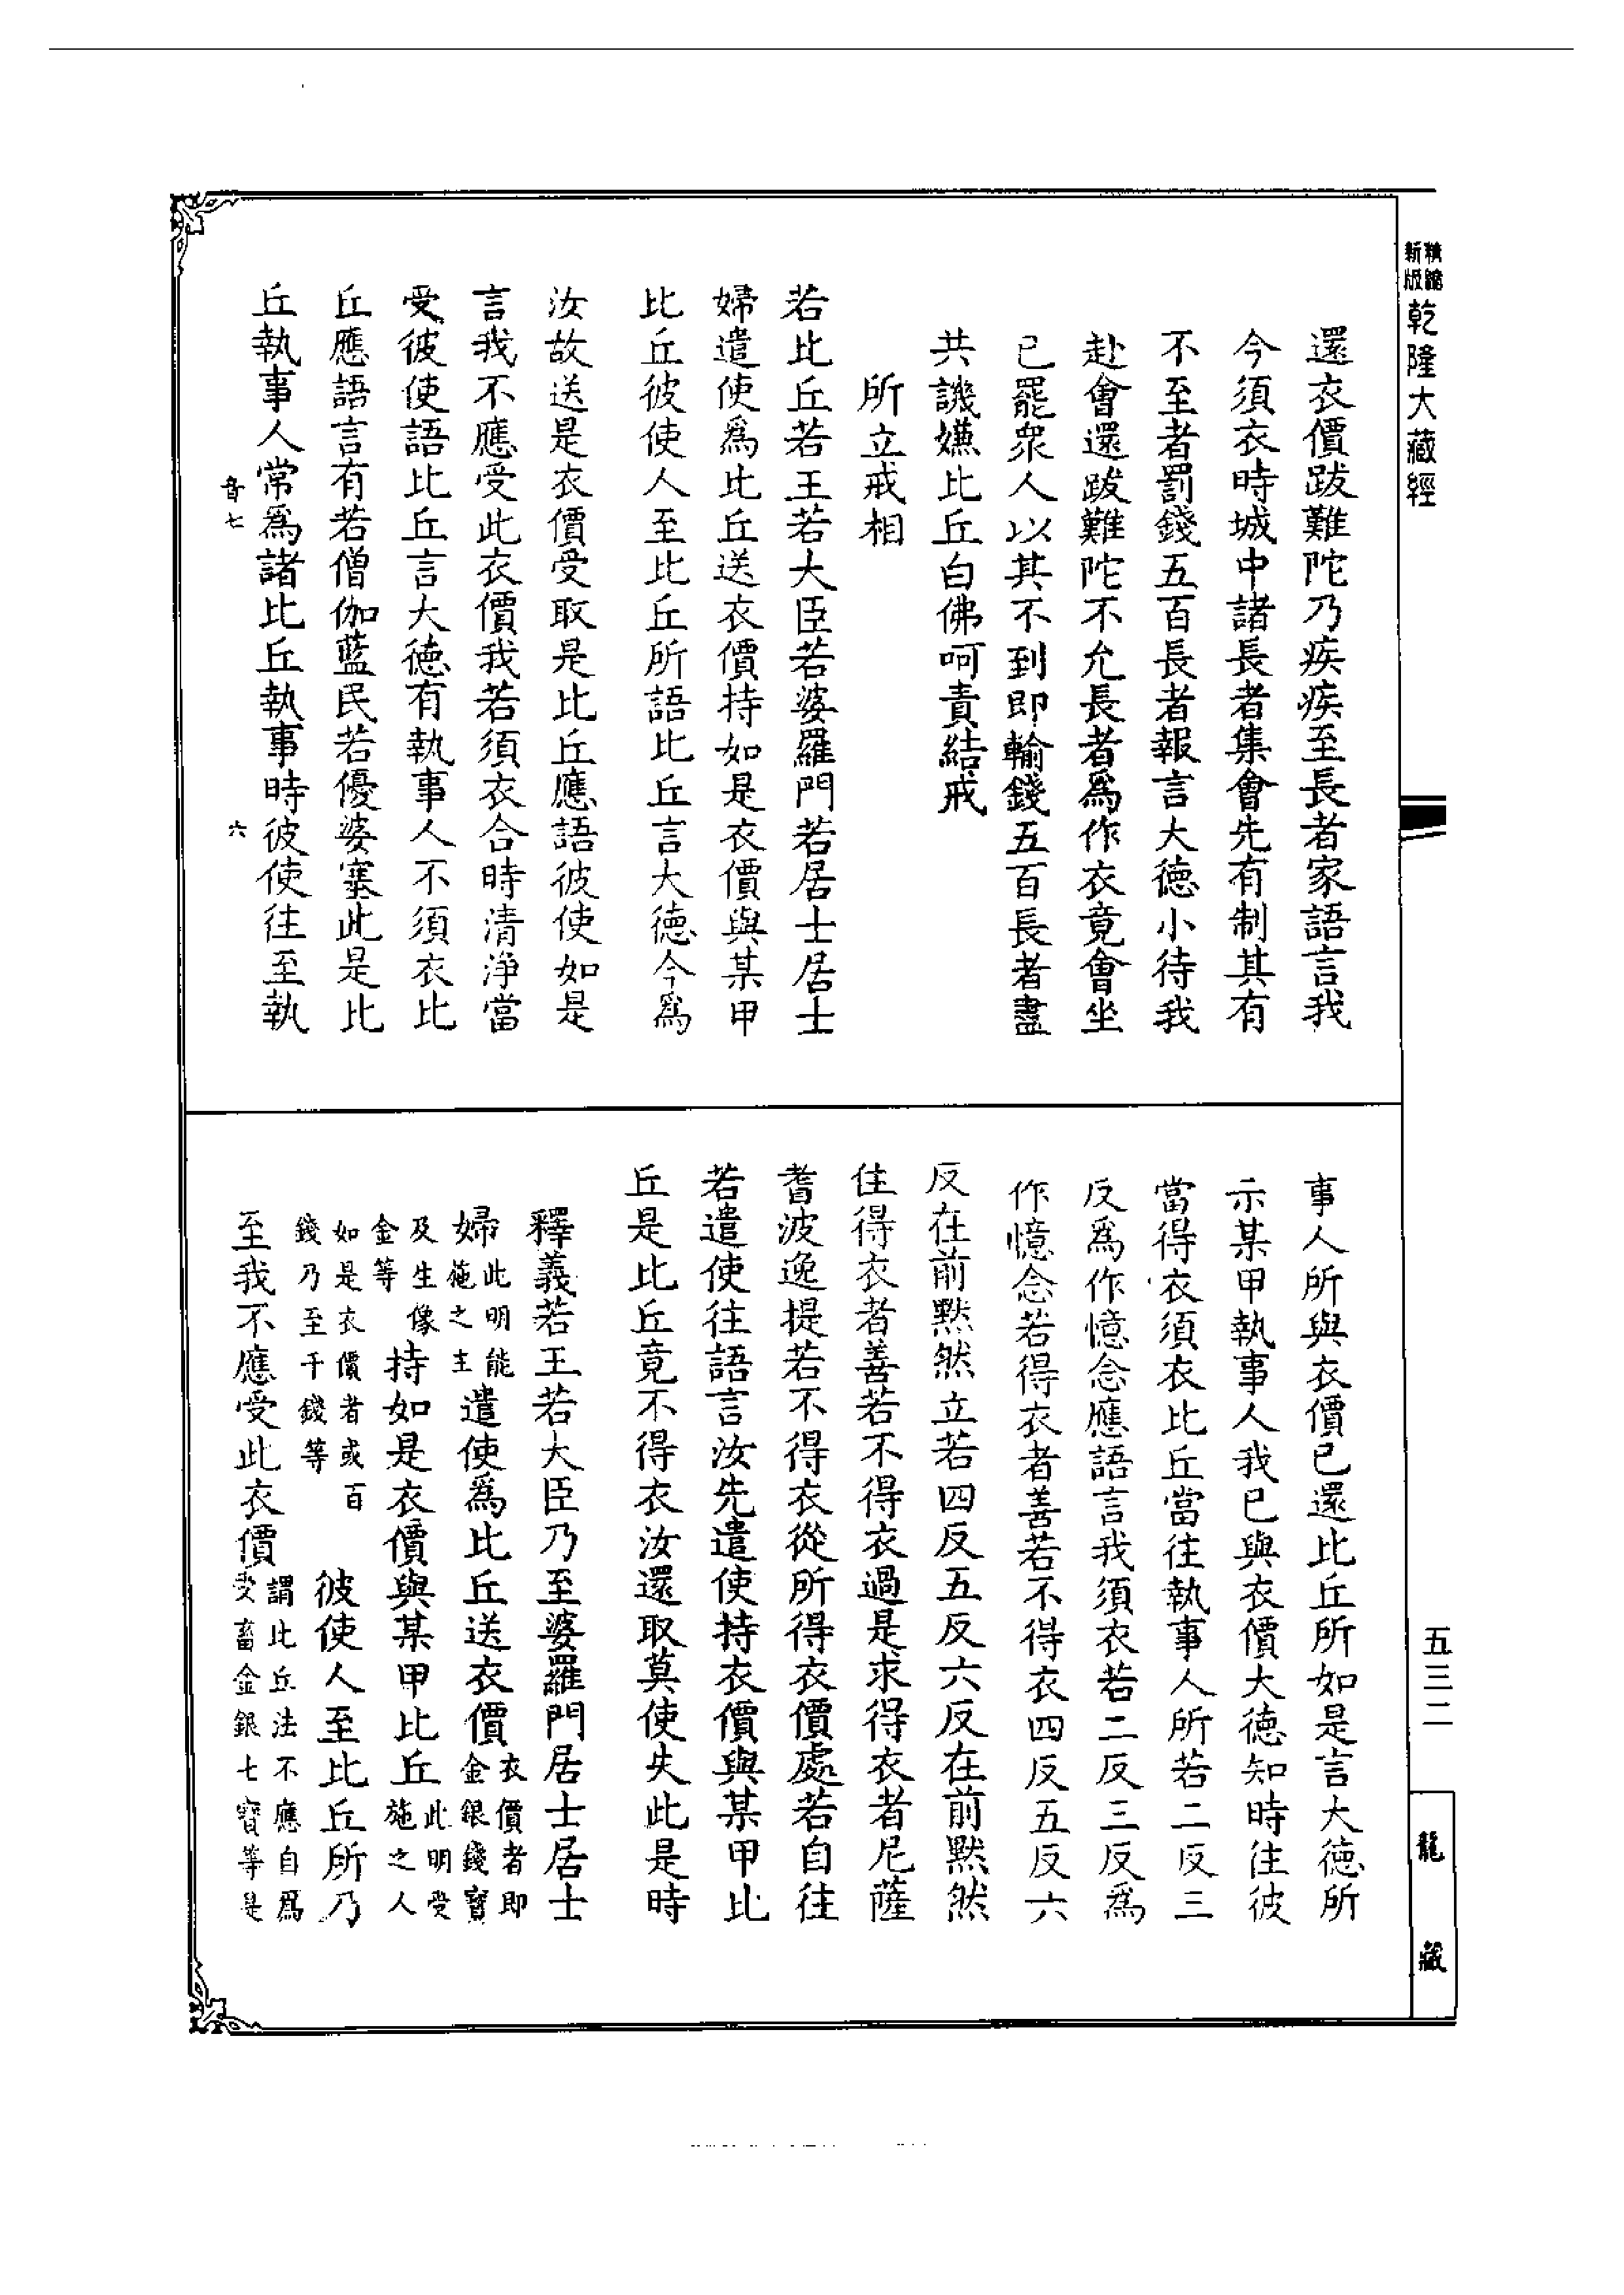 精縮新版
乾隆大藏經
還衣價跋難陀乃疾疾至長者家語言我
今須衣時城中諸長者集會先有制其有
不至者罰錢五百長者報言大德小待我
赴會還跋難陀不允長者爲作衣竟會坐
已罷衆人以其不到即輸錢五百長者盡
共譏嫌比丘白佛呵責結戒
所立戒相
若比丘若王若大臣若婆羅門若居士居士
婦遣使爲比丘送衣價持如是衣價與某甲
比丘彼使人至比丘所語比丘言大德今爲
汝故送是衣價受取是比丘應語彼使如是
言我不應受此衣價我若須衣合時清淨當
受彼使語比丘言大德有執事人不須衣比
丘應語言有若僧伽藍民若優婆塞此是比
丘執事人常爲諸比丘執事時彼使往至執
音七
六
事人所與衣價已還比丘所如是言大德所
示某甲執事人我已與衣價大德知時往彼
當得衣須衣比丘當往執事人所若二反三
反爲作憶念應語言我須衣若二反三反爲
作憶念若得衣者善若不得衣四反五反六
反在前默然立若四反五反六反在前默然
住得衣者善若不得衣過是求得衣者尼薩
耆波逸提若不得衣從所得衣價處若自往
若遣使往語言汝先遣使持衣價與某甲比
丘是比丘竟不得衣汝還取莫使失此是時
釋義若王若大臣乃至婆羅門居士居士
婦此明能施之主遣使爲比丘送衣價衣價者即金銀錢寶
及生像金等持如是衣價與某甲比丘此明受施之人
如是衣價者或百錢乃至千錢等彼使人至比丘所乃
至我不應受此衣價謂比丘法不應自爲受畜金銀七寶等是
五三二
龍藏